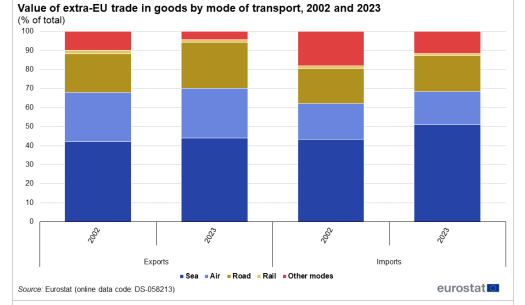 Value of extra-EU trade in goods by mode of transport, 2002 and 2023
(% of total)
100
90
80
70
60
50
40
30
20
10
0
2002
2023
2002
2023
Exports
Imports
Sea Air Road Rail Other modes
Source: Eurostat (online data code: DS-058213)
eurostat